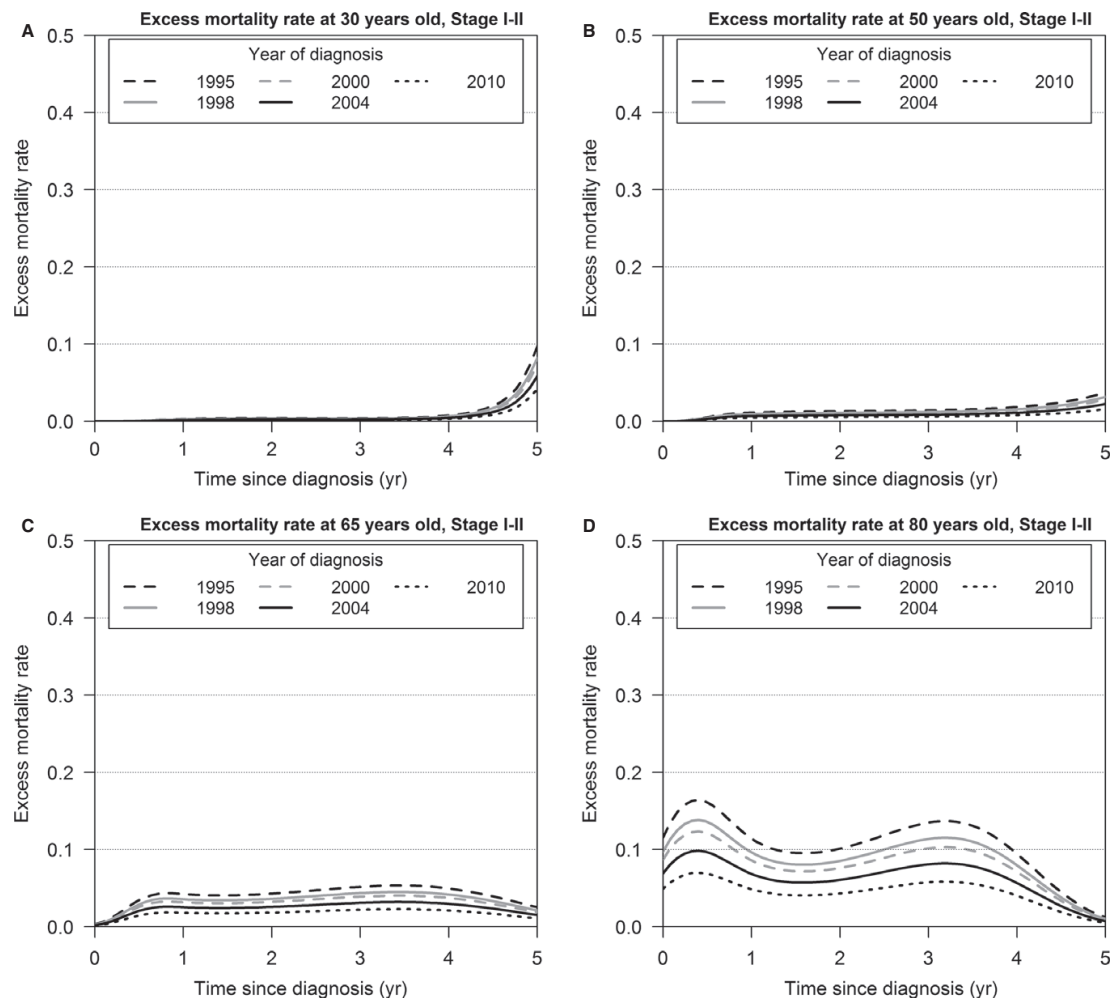 A
Excess mortality rate at 30 years old, Stage I-II
Year of diagnosis
1995 2000 2010
1998 2004
0.5
0.4
0.3
0.2
0.1
0.0
Excess mortality rate
0 1 2 3 4 5
Time since diagnosis (yr)
B
Excess mortality rate at 50 years old, Stage I-II
Year of diagnosis
1995 2000 2010
1998 2004
0.5
0.4
0.3
0.2
0.1
0.0
Excess mortality rate
0 1 2 3 4 5
Time since diagnosis (yr)
C
Excess mortality rate at 65 years old, Stage I-II
Year of diagnosis
1995 2000 2010
1998 2004
0.5
0.4
0.3
0.2
0.1
0.0
Excess mortality rate
0 1 2 3 4 5
Time since diagnosis (yr)
D
Excess mortality rate at 80 years old, Stage I-II
Year of diagnosis
1995 2000 2010
1998 2004
0.5
0.4
0.3
0.2
0.1
0.0
Excess mortality rate
0 1 2 3 4 5
Time since diagnosis (yr)